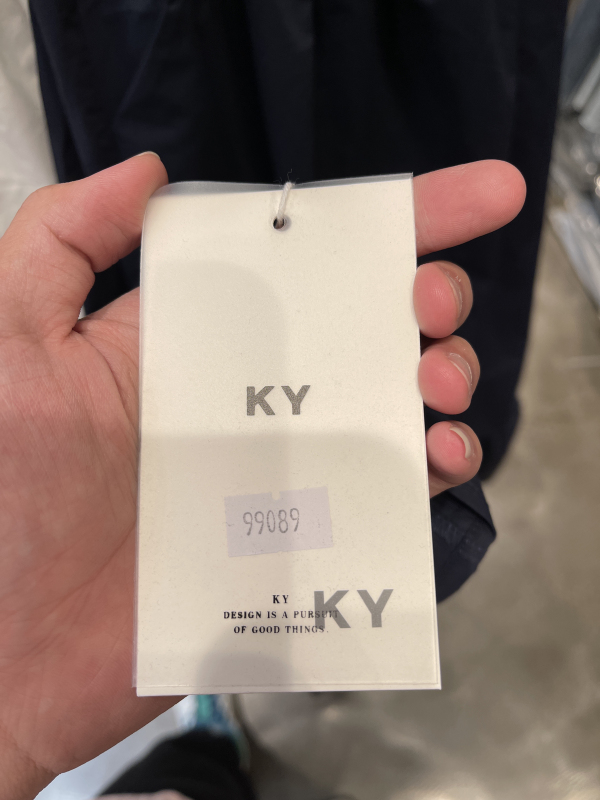 KY
99089
KY
KY
DESIGN IS A PURSUIT
OF GOOD THINGS.